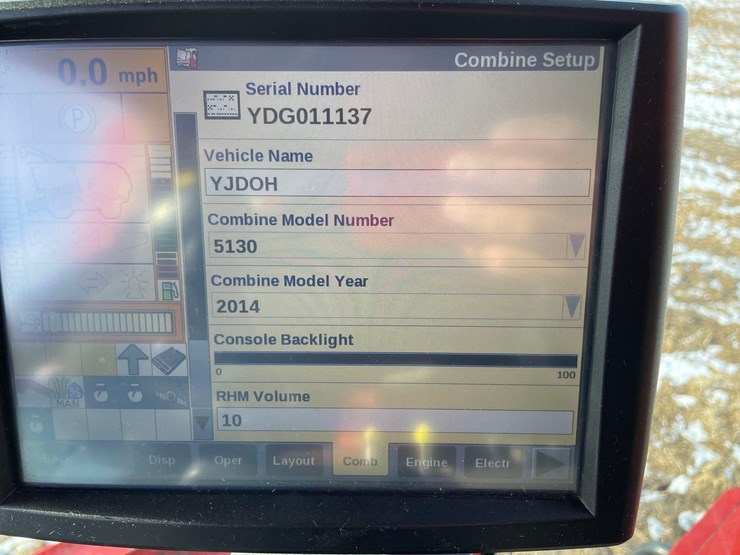 Combine Setup
0.0 mph
P
Serial Number
YDG011137
Vehicle Name
YJDOH
Combine Model Number
5130
Combine Model Year
2014
Console Backlight
0 100
RHM Volume
10
MAN
Back Disp Oper Layout Comb Engine Electr